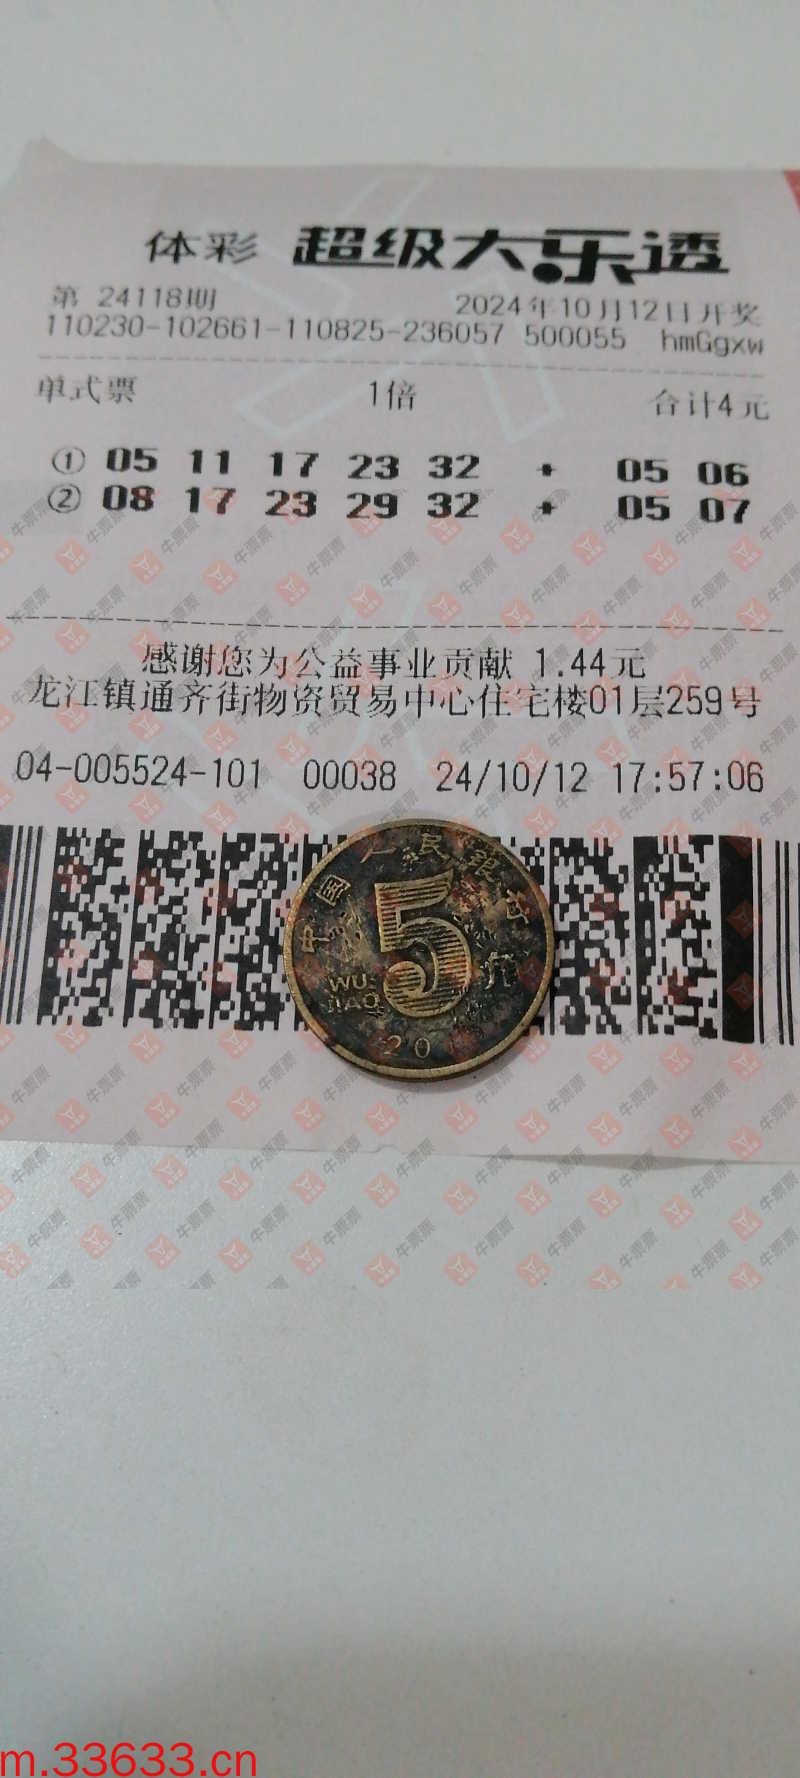 体彩 超级大乐透
第 24118期 2024年10月12日开奖
110230-102661-110825-236057 500055 hmGgxw
单式票 1倍 合计4元
① 05 11 17 23 32 + 05 06
② 08 17 23 29 32 + 05 07
感谢您为公益事业贡献 1.44元
龙江镇通齐街物资贸易中心住宅楼01层259号
04-005524-101 00038 24/10/12 17:57:06
中国人民银行
5角
WU
JIAO
20
牛票票
m.33633.cn